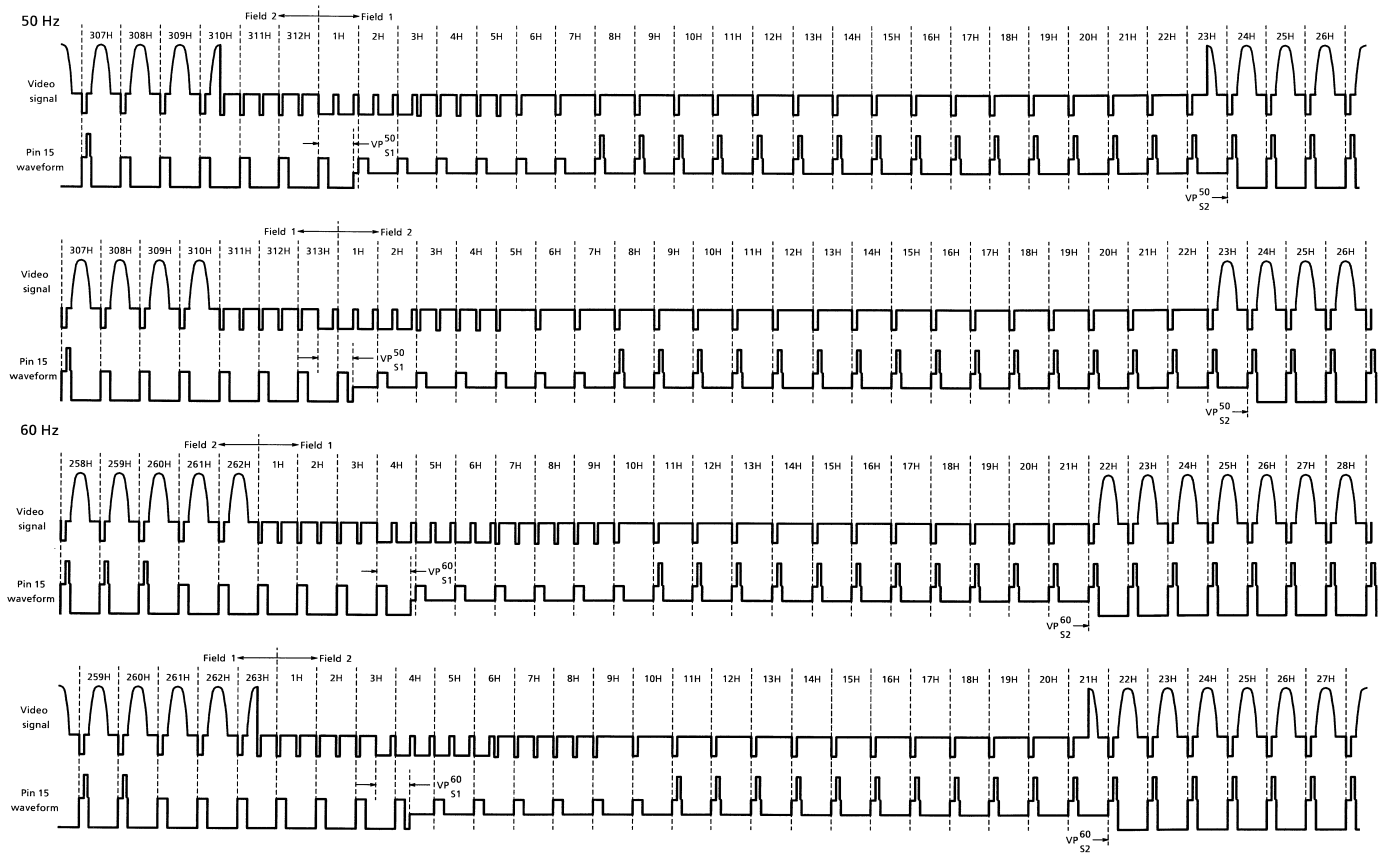 50 Hz
Field 2 Field 1
307H 308H 309H 310H 311H 312H 1H 2H 3H 4H 5H 6H 7H 8H 9H 10H 11H 12H 13H 14H 15H 16H 17H 18H 19H 20H 21H 22H 23H 24H 25H 26H
Video
signal
Pin 15
waveform
VP 50 S1
VP 50 S2
Field 1 Field 2
307H 308H 309H 310H 311H 312H 313H 1H 2H 3H 4H 5H 6H 7H 8H 9H 10H 11H 12H 13H 14H 15H 16H 17H 18H 19H 20H 21H 22H 23H 24H 25H 26H
Video
signal
Pin 15
waveform
VP 50 S1
VP 50 S2
60 Hz
Field 2 Field 1
258H 259H 260H 261H 262H 1H 2H 3H 4H 5H 6H 7H 8H 9H 10H 11H 12H 13H 14H 15H 16H 17H 18H 19H 20H 21H 22H 23H 24H 25H 26H 27H 28H
Video
signal
Pin 15
waveform
VP 60 S1
VP 60 S2
Field 1 Field 2
259H 260H 261H 262H 263H 1H 2H 3H 4H 5H 6H 7H 8H 9H 10H 11H 12H 13H 14H 15H 16H 17H 18H 19H 20H 21H 22H 23H 24H 25H 26H 27H
Video
signal
Pin 15
waveform
VP 60 S1
VP 60 S2